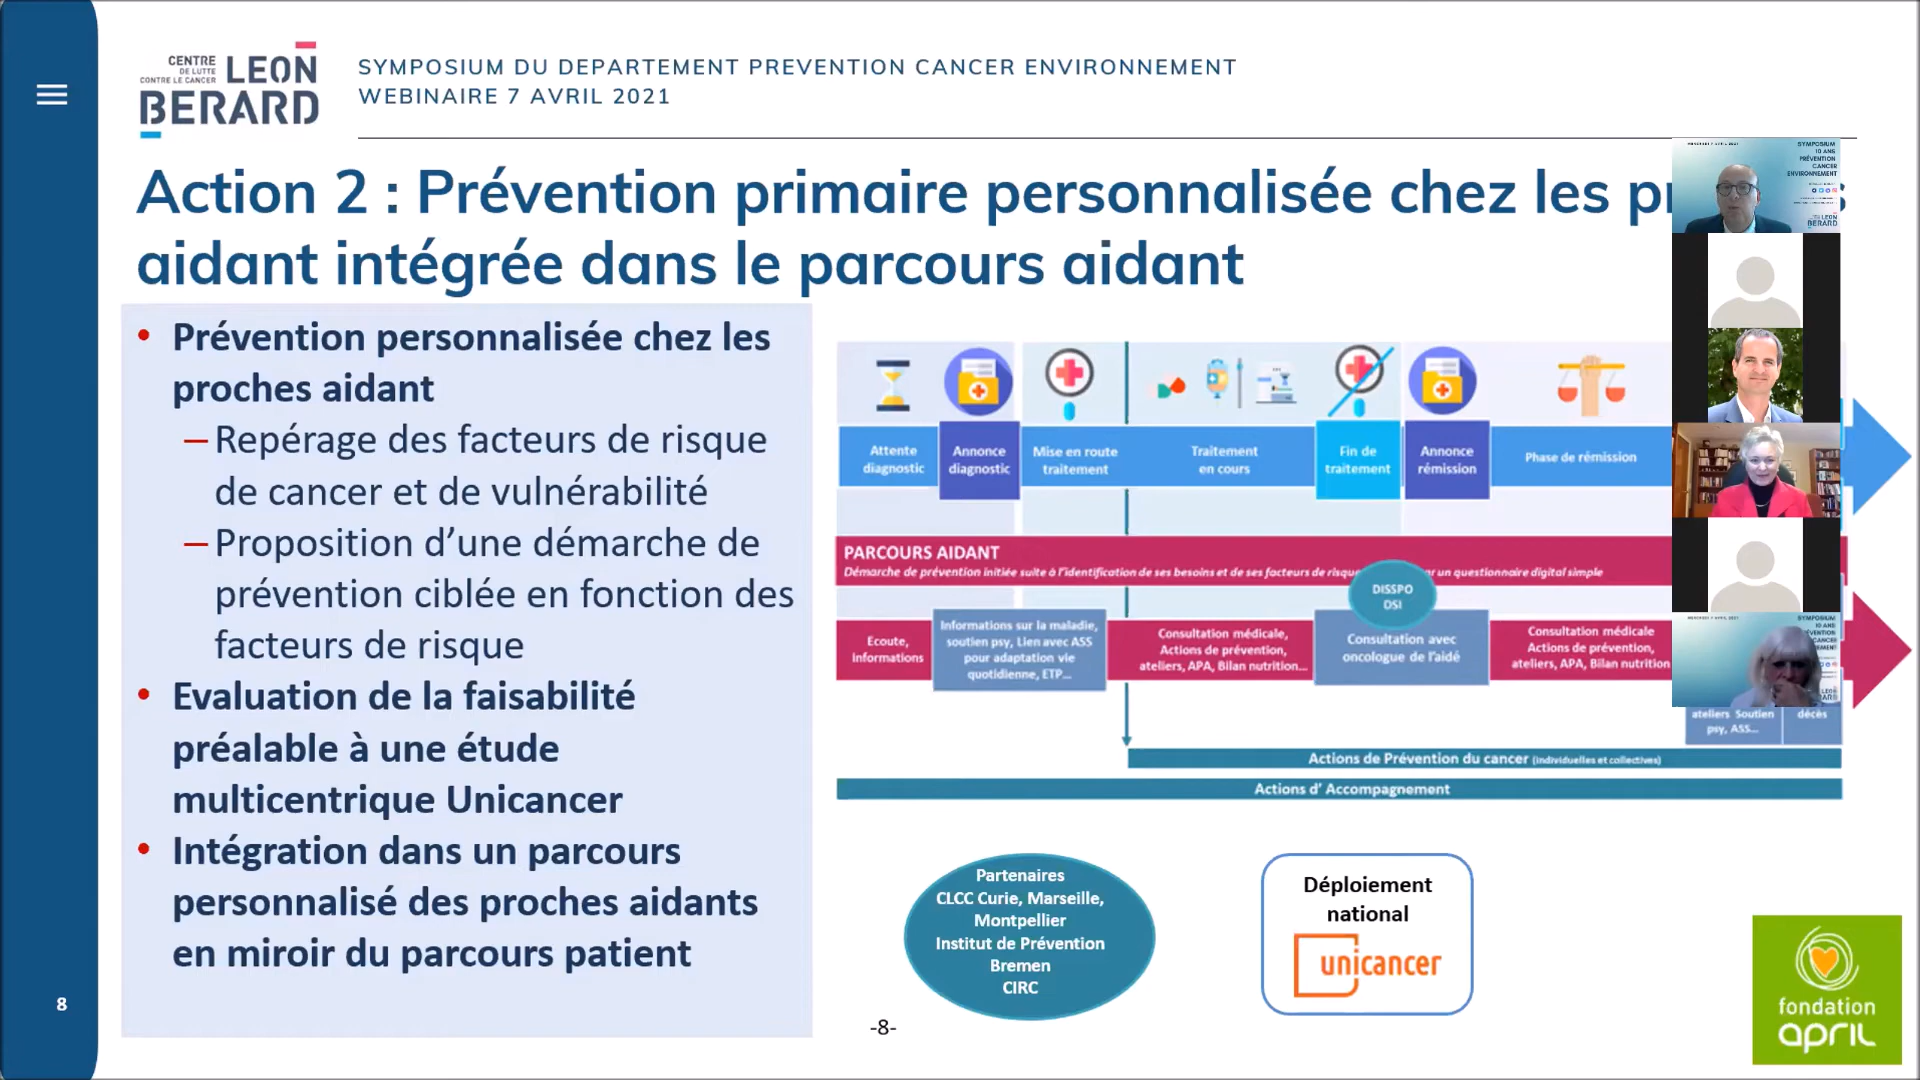 CENTRE
DE LUTTE
CONTRE LE CANCER
LEON
BERARD
SYMPOSIUM DU DEPARTEMENT PREVENTION CANCER ENVIRONNEMENT
WEBINAIRE 7 AVRIL 2021
Action 2 : Prévention primaire personnalisée chez les
aidant intégrée dans le parcours aidant
• Prévention personnalisée chez les
proches aidant
– Repérage des facteurs de risque
de cancer et de vulnérabilité
– Proposition d’une démarche de
prévention ciblée en fonction des
facteurs de risque
• Evaluation de la faisabilité
préalable à une étude
multicentrique Unicancer
• Intégration dans un parcours
personnalisé des proches aidants
en miroir du parcours patient
Attente
diagnostic
Annonce
diagnostic
Mise en route
traitement
Traitement
en cours
Fin de
traitement
Annonce
rémission
Phase de rémission
PARCOURS AIDANT
Démarche de prévention initiée suite à l’identification de ses besoins et de ses facteurs de risque un questionnaire digital simple
DISSPO
DSI
Ecoute,
informations
Informations sur la maladie,
soutien psy, Lien avec ASS
pour adaptation vie
quotidienne, ETP...
Consultation médicale,
Actions de prévention,
ateliers, APA, Bilan nutrition...
Consultation avec
oncologue de l’aidé
Consultation médicale
Actions de prévention,
ateliers, APA, Bilan nutrition
ateliers Soutien
psy, ASS...
décès
Actions de Prévention du cancer (individuelles et collectives)
Actions d’ Accompagnement
Partenaires
CLCC Curie, Marseille,
Montpellier
Institut de Prévention
Bremen
CIRC
Déploiement
national
unicancer
fondation
april
8
-8-
SYMPOSIUM
10 ANS
PRÉVENTION
CANCER
ENVIRONNEMENT
LEON
BERARD